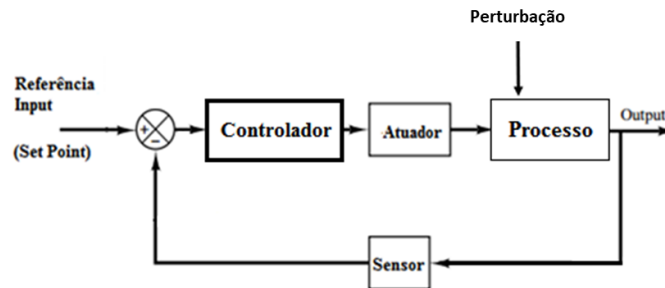 Perturbação
Referência
Input
(Set Point)
+
−
Controlador
Atuador
Processo
Output
Sensor